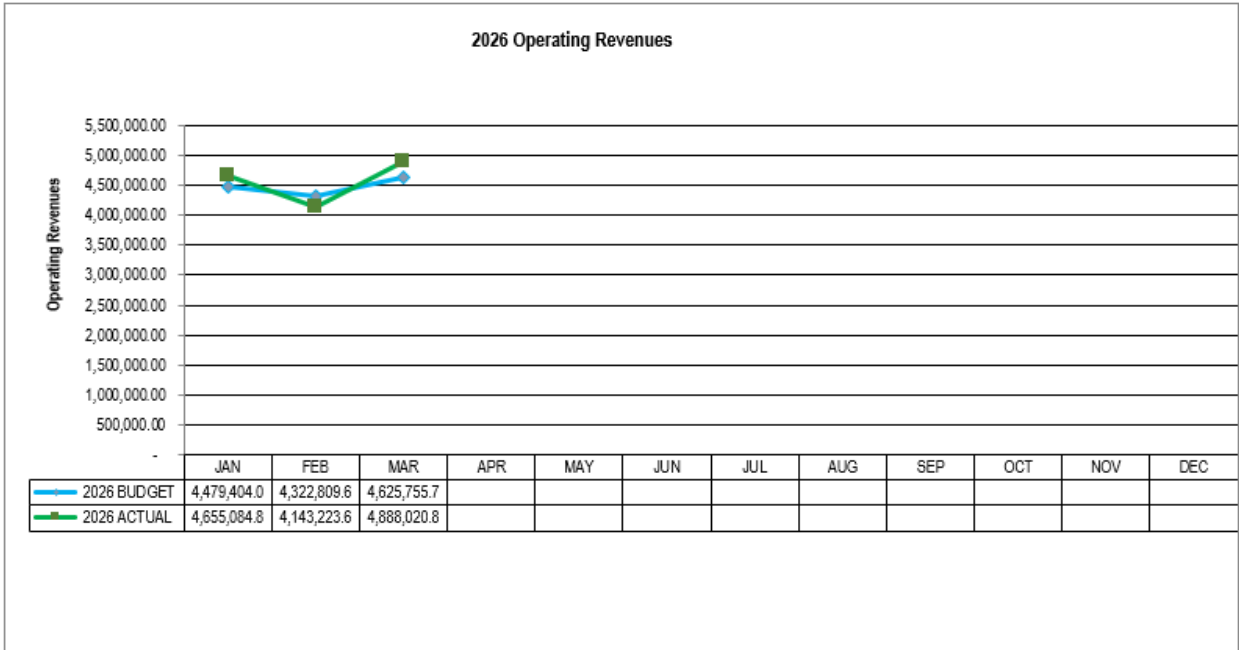 2026 Operating Revenues
Operating Revenues
5,500,000.00
5,000,000.00
4,500,000.00
4,000,000.00
3,500,000.00
3,000,000.00
2,500,000.00
2,000,000.00
1,500,000.00
1,000,000.00
500,000.00
-
JAN FEB MAR APR MAY JUN JUL AUG SEP OCT NOV DEC
2026 BUDGET 4,479,404.0 4,322,809.6 4,625,755.7
2026 ACTUAL 4,655,084.8 4,143,223.6 4,888,020.8